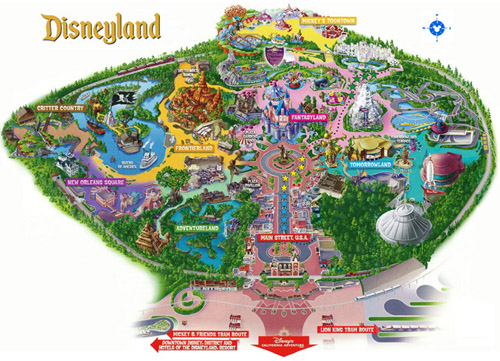 Disneyland
MICKEY'S TOONTOWN
CRITTER COUNTRY
FANTASYLAND
FRONTIERLAND
TOMORROWLAND
NEW ORLEANS SQUARE
ADVENTURELAND
MAIN STREET, U.S.A.
MICKEY & FRIENDS TRAM ROUTE
LION KING TRAM ROUTE
DOWNTOWN DISNEY, DISTRICT AND
HOTELS OF THE DISNEYLAND, RESORT
Disney's
CALIFORNIA ADVENTURE